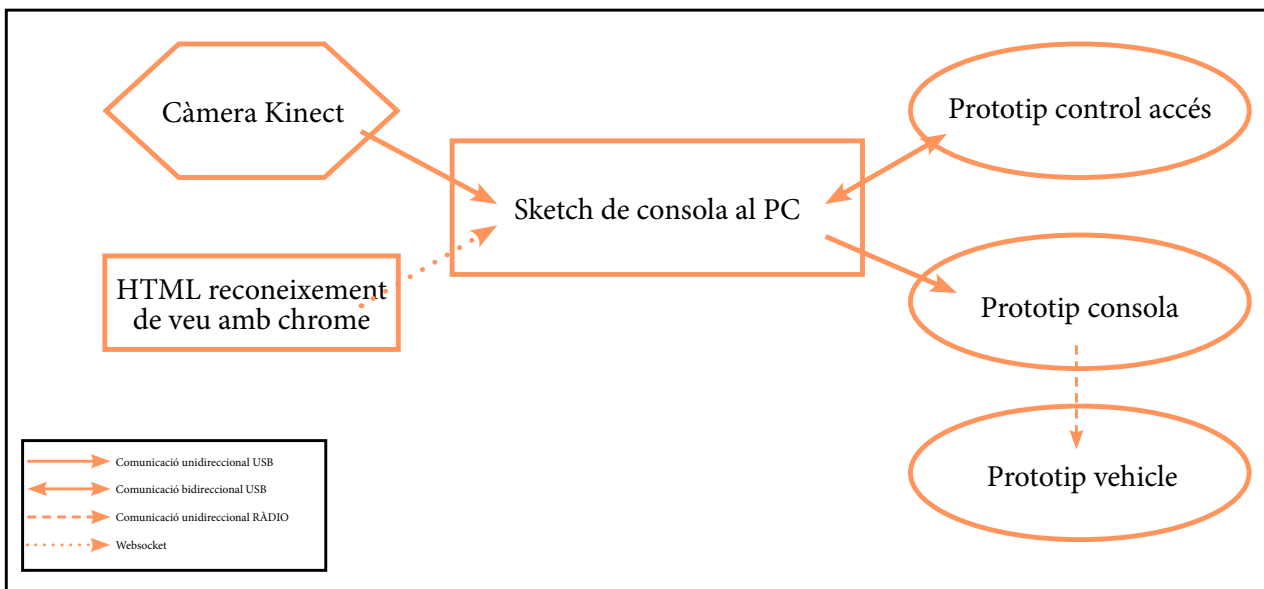 Càmera Kinect
Prototip control accés
Sketch de consola al PC
HTML reconeixement
de veu amb chrome
Prototip consola
Prototip vehicle
Comunicació unidireccional USB
Comunicació bidireccional USB
Comunicació unidireccional RÀDIO
Websocket